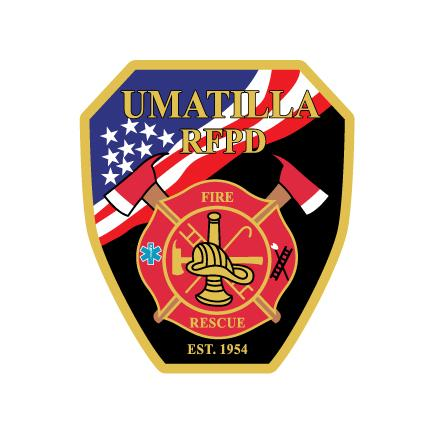 UMATILLA
RFPD
FIRE
H
F
RESCUE
EST. 1954